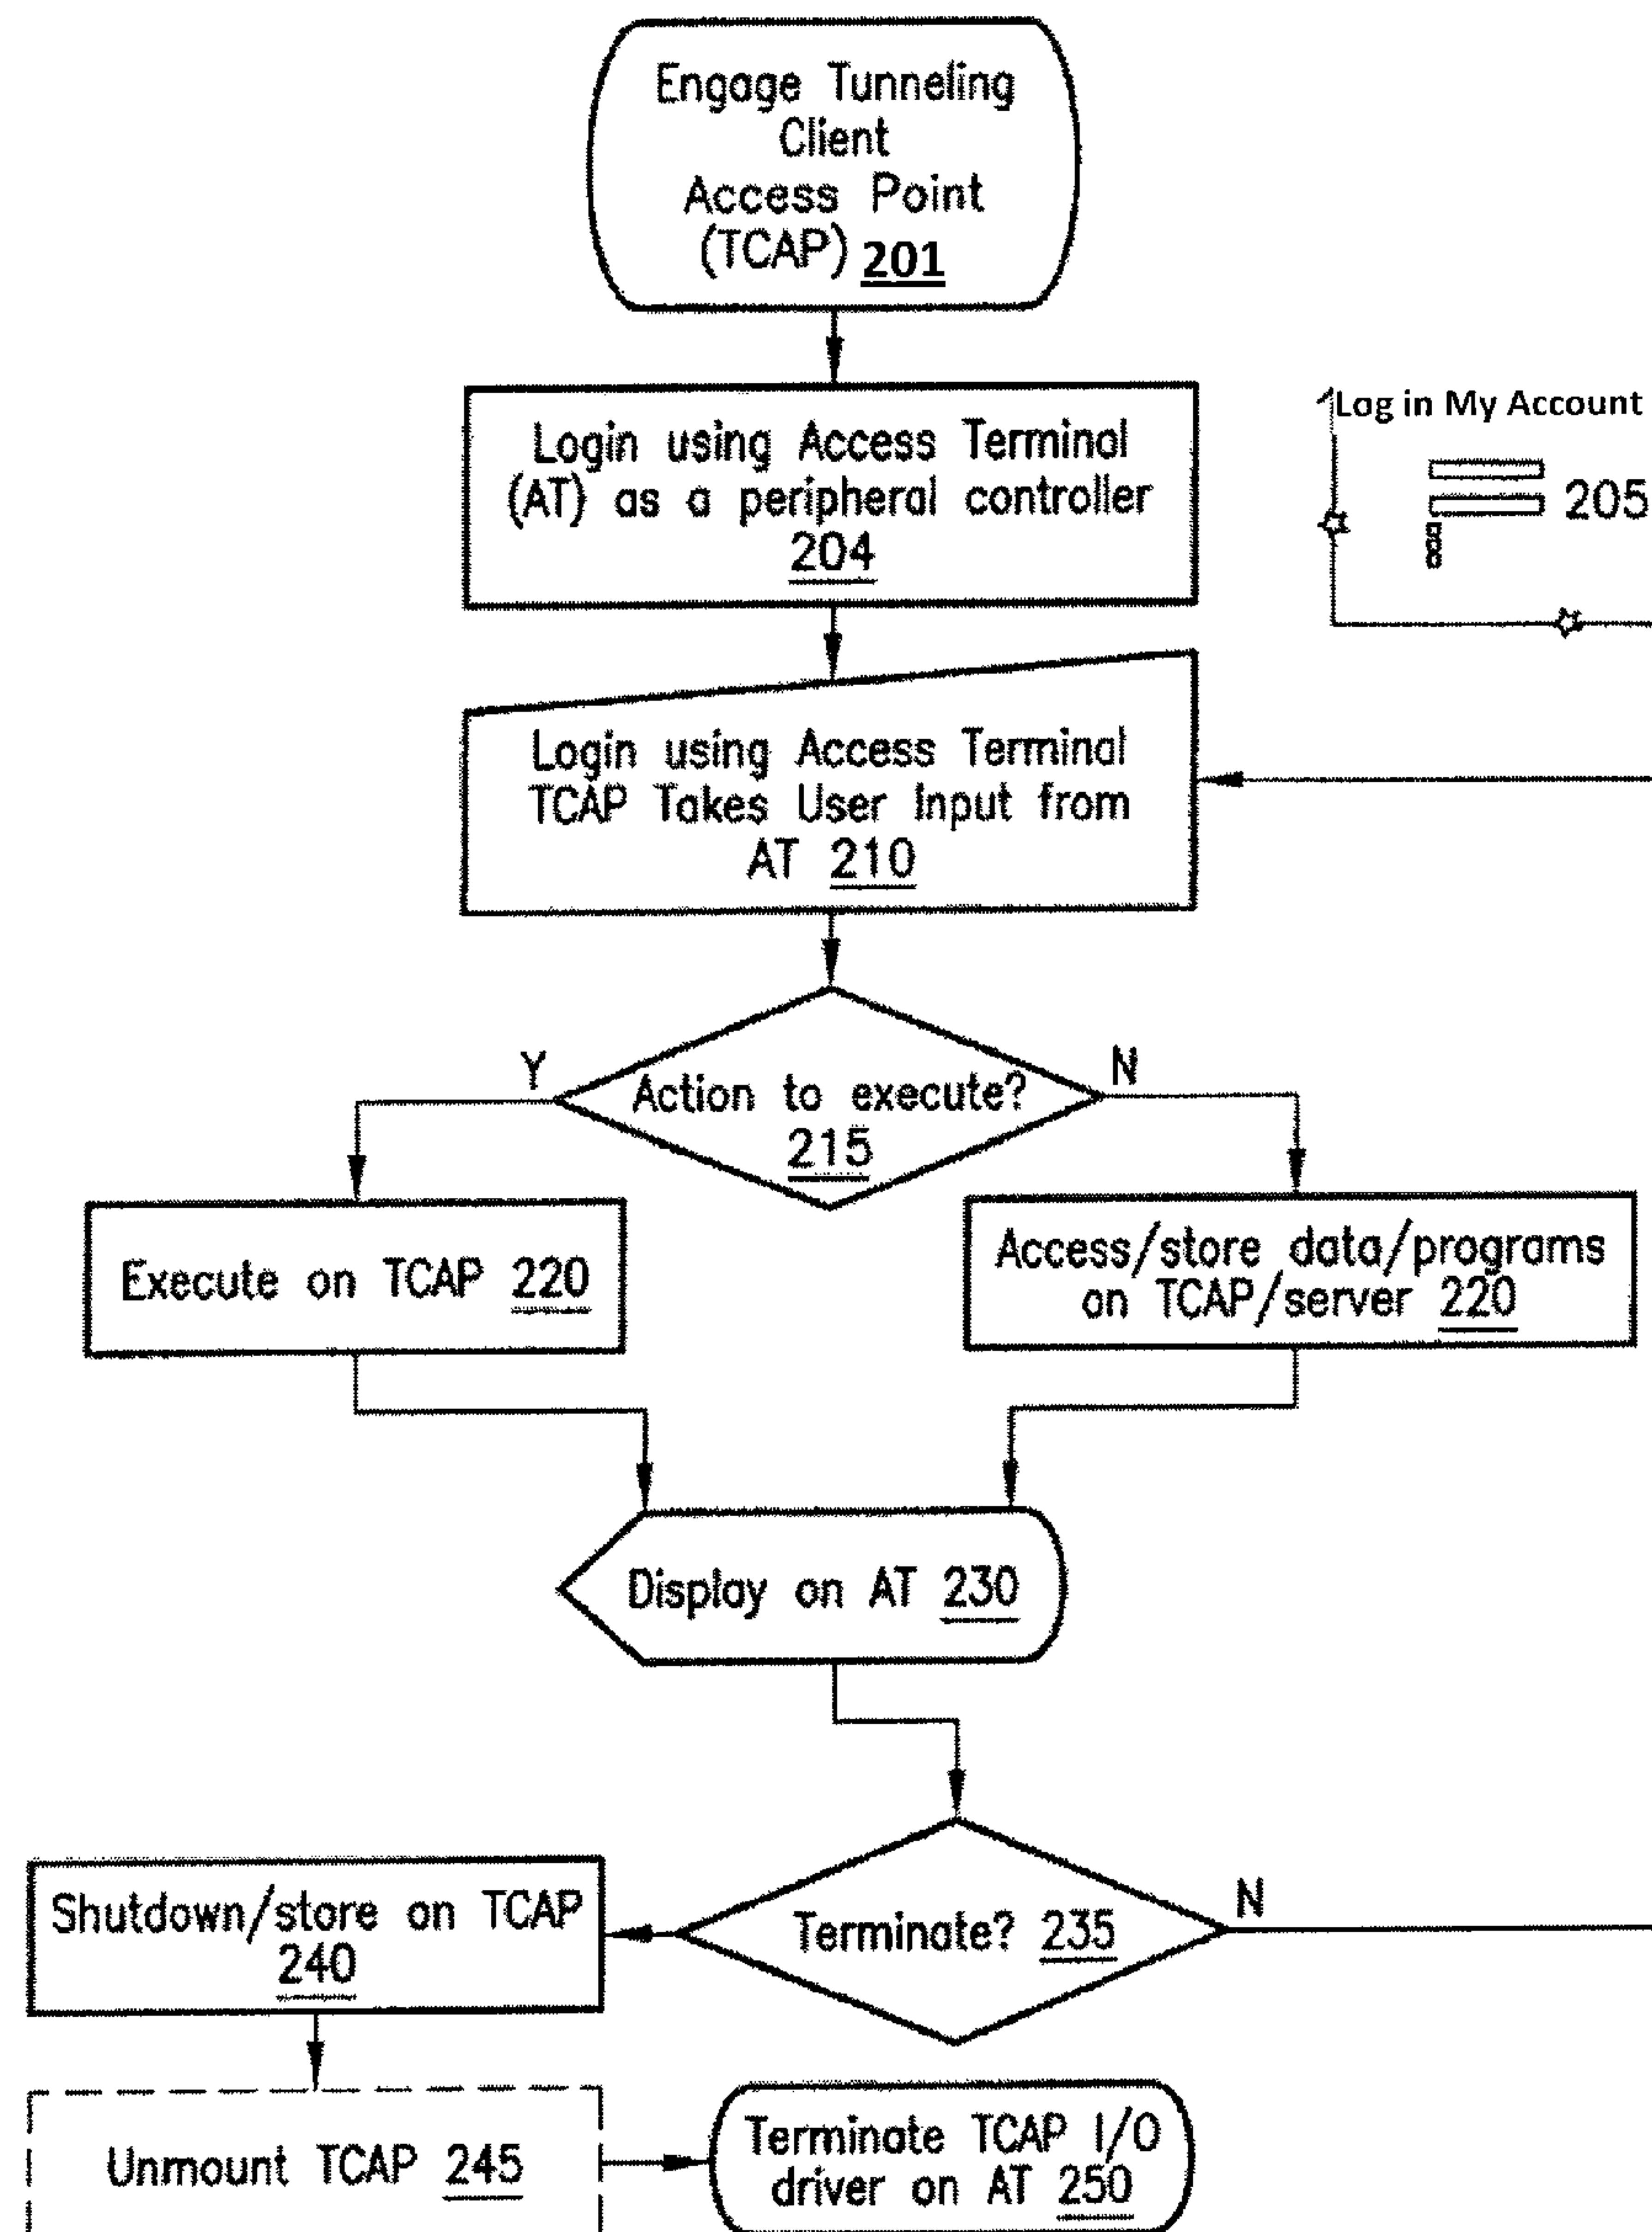 Engage Tunneling
Client
Access Point
(TCAP) 201
Login using Access Terminal
(AT) as a peripheral controller
204
Log in My Account
205
Login using Access Terminal
TCAP Takes User Input from
AT 210
Y
N
Action to execute?
215
Execute on TCAP 220
Access/store data/programs
on TCAP/server 220
Display on AT 230
Terminate? 235
N
Shutdown/store on TCAP
240
Unmount TCAP 245
Terminate TCAP I/O
driver on AT 250